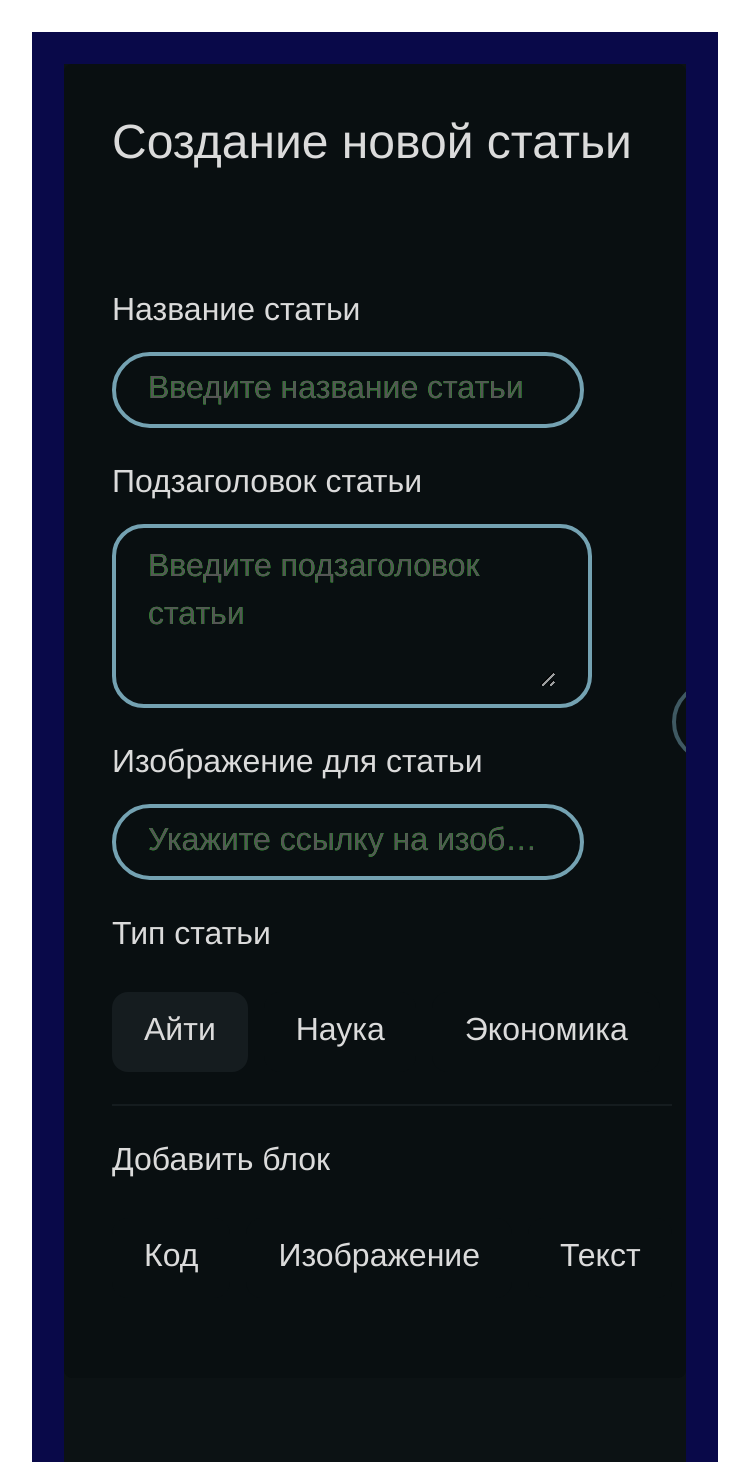 Создание новой статьи
Название статьи
Введите название статьи
Подзаголовок статьи
Введите подзаголовок
статьи
Изображение для статьи
Укажите ссылку на изоб…
Тип статьи
Айти Наука Экономика
Добавить блок
Код Изображение Текст